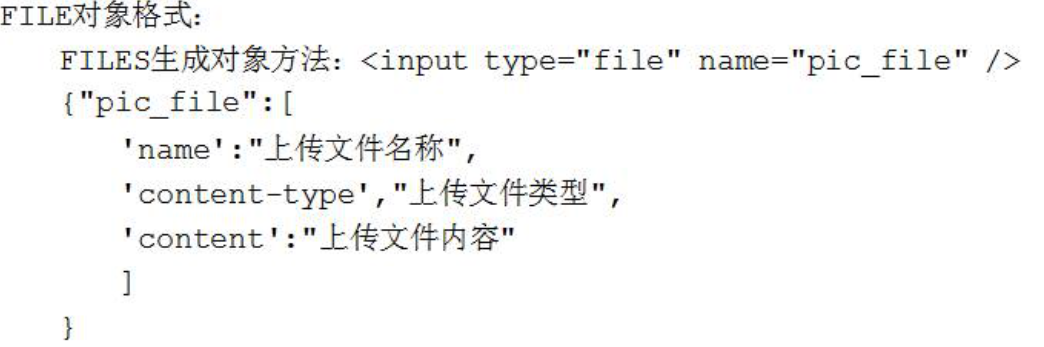 FILE对象格式：
FILES生成对象方法：<input type="file" name="pic_file" />
{"pic_file":[
'name':"上传文件名称",
'content-type',"上传文件类型",
'content':"上传文件内容"
]
}